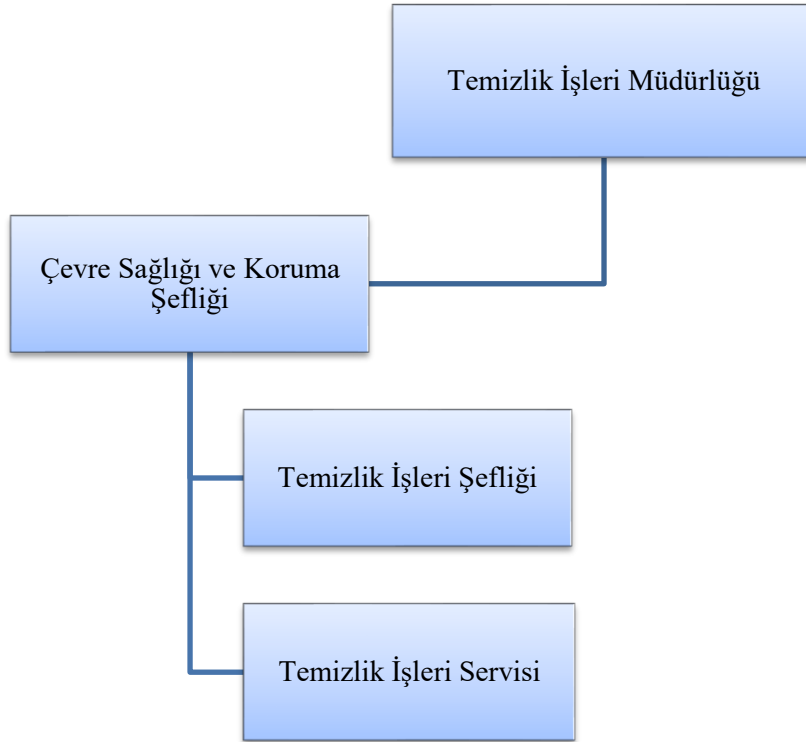 Temizlik İşleri Müdürlüğü
Çevre Sağlığı ve Koruma
Şefliği
Temizlik İşleri Şefliği
Temizlik İşleri Servisi